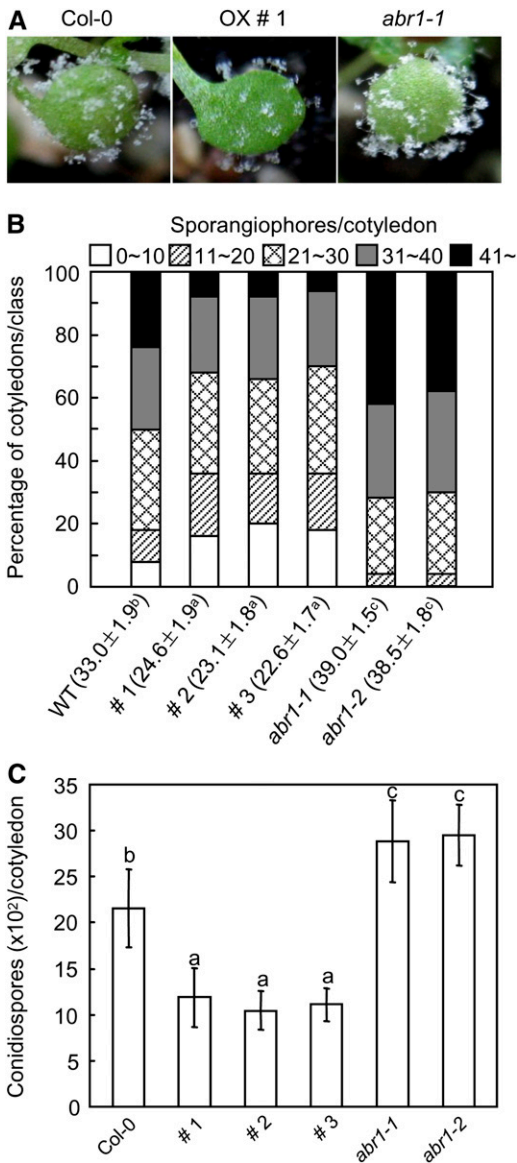 A
Col-0 OX # 1 abr1-1
B
Sporangiophores/cotyledon
0~10 11~20 21~30 31~40 41~
Percentage of cotyledons/class
100
80
60
40
20
0
WT (33.0±1.9ᵇ)
# 1 (24.6±1.9ᵃ)
# 2 (23.1±1.8ᵃ)
# 3 (22.6±1.7ᵃ)
abr1-1 (39.0±1.5ᶜ)
abr1-2 (38.5±1.8ᶜ)
C
Conidiospores (x10²)/cotyledon
35
30
25
20
15
10
5
0
b
a
a
a
c
c
Col-0
# 1
# 2
# 3
abr1-1
abr1-2